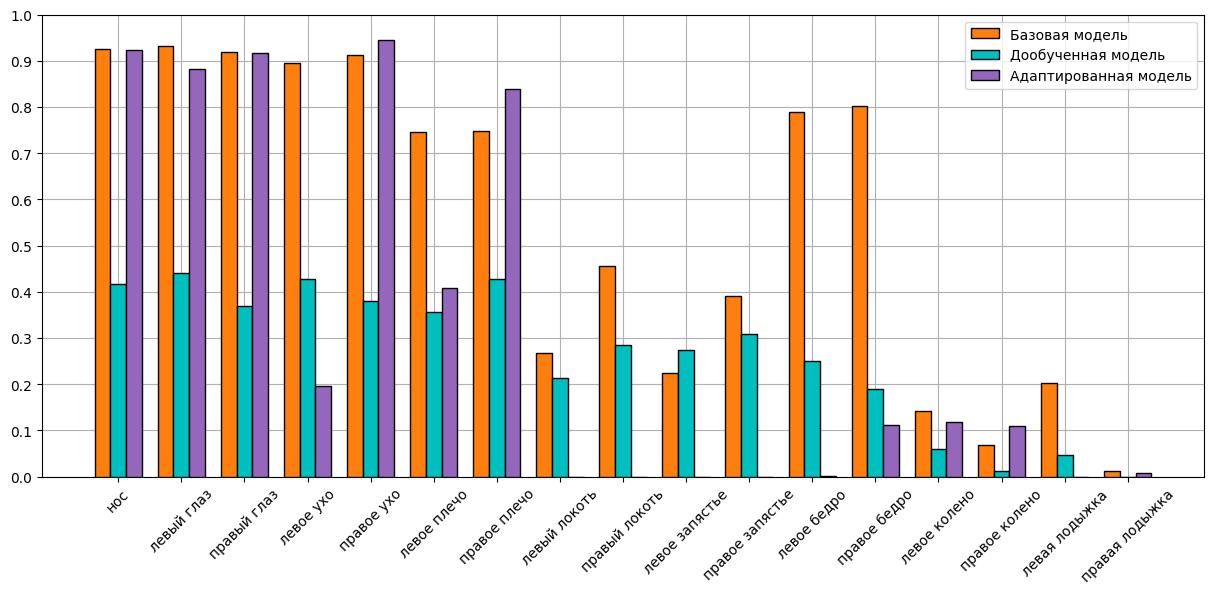 1.0
0.9
0.8
0.7
0.6
0.5
0.4
0.3
0.2
0.1
0.0
Базовая модель
Дообученная модель
Адаптированная модель
нос
левый глаз
правый глаз
левое ухо
правое ухо
левое плечо
правое плечо
левый локоть
правый локоть
левое запястье
правое запястье
левое бедро
правое бедро
левое колено
правое колено
левая лодыжка
правая лодыжка